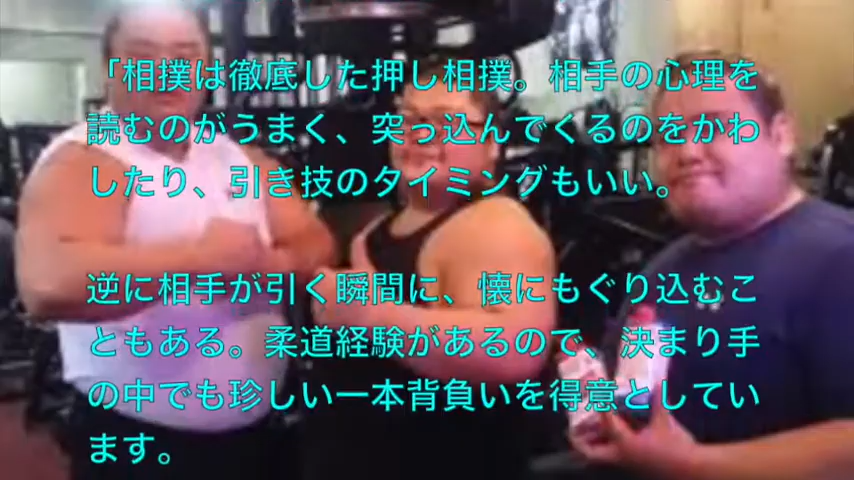 「相撲は徹底した押し相撲。相手の心理を
読むのがうまく、突っ込んでくるのをかわ
したり、引き技のタイミングもいい。
逆に相手が引く瞬間に、懐にもぐり込むこ
ともある。柔道経験があるので、決まり手
の中でも珍しい一本背負いを得意としてい
ます。